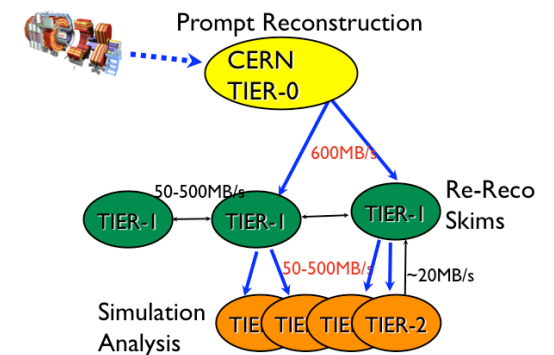 Prompt Reconstruction
CERN
TIER-0
600MB/s
50-500MB/s
Re-Reco
Skims
TIER-1
TIER-1
TIER-1
50-500MB/s
~20MB/s
Simulation
Analysis
TIE
TIE
TIE
TIER-2